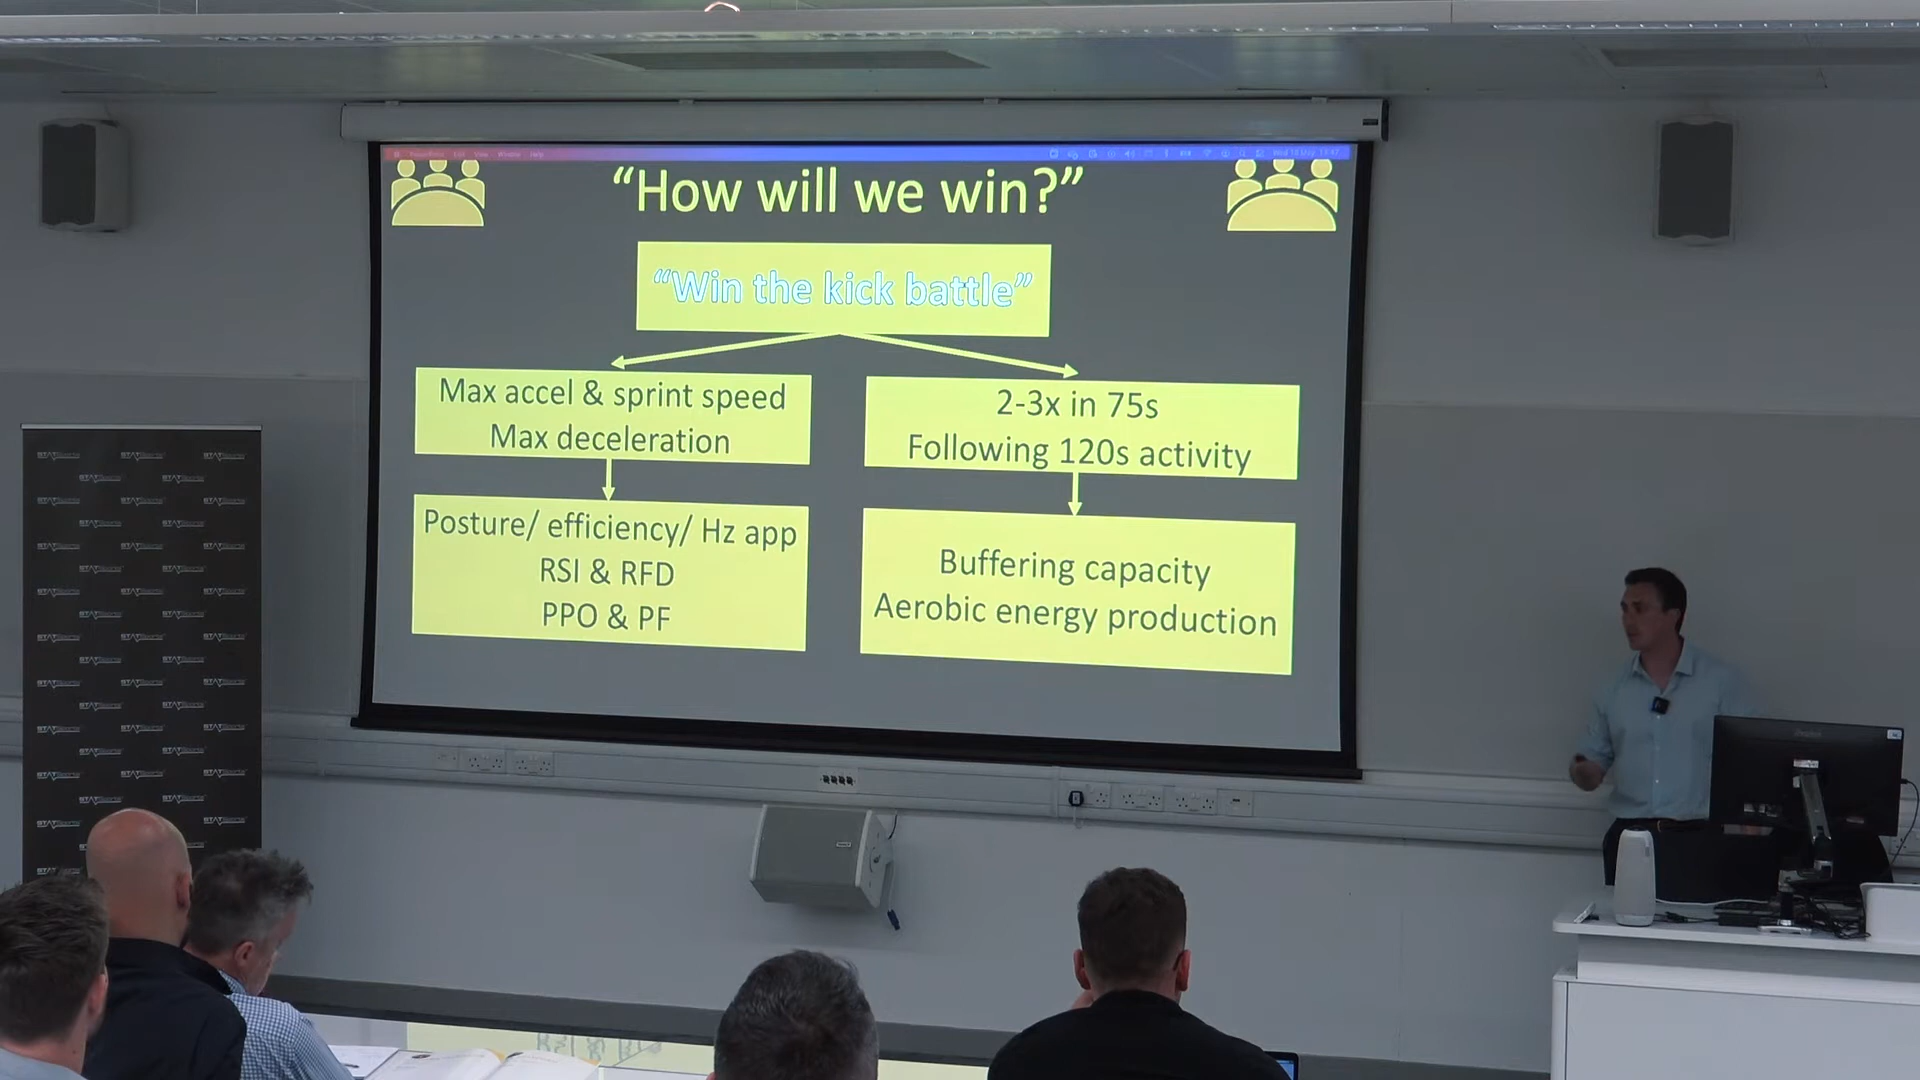 “How will we win?”
“Win the kick battle”
Max accel & sprint speed
Max deceleration
2-3x in 75s
Following 120s activity
Posture/ efficiency/ Hz app
RSI & RFD
PPO & PF
Buffering capacity
Aerobic energy production
STATSports